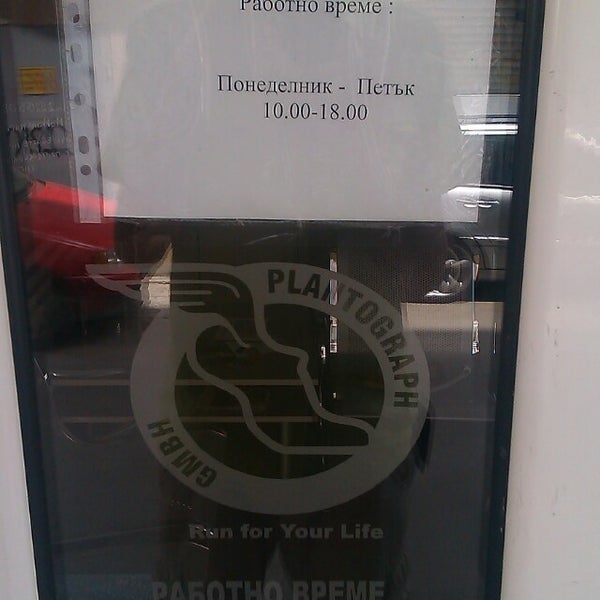 Работно време :
Понеделник - Петък
10.00-18.00
PLANTOGRAPH
GMBH
Run for Your Life
РАБОТНО ВРЕМЕ